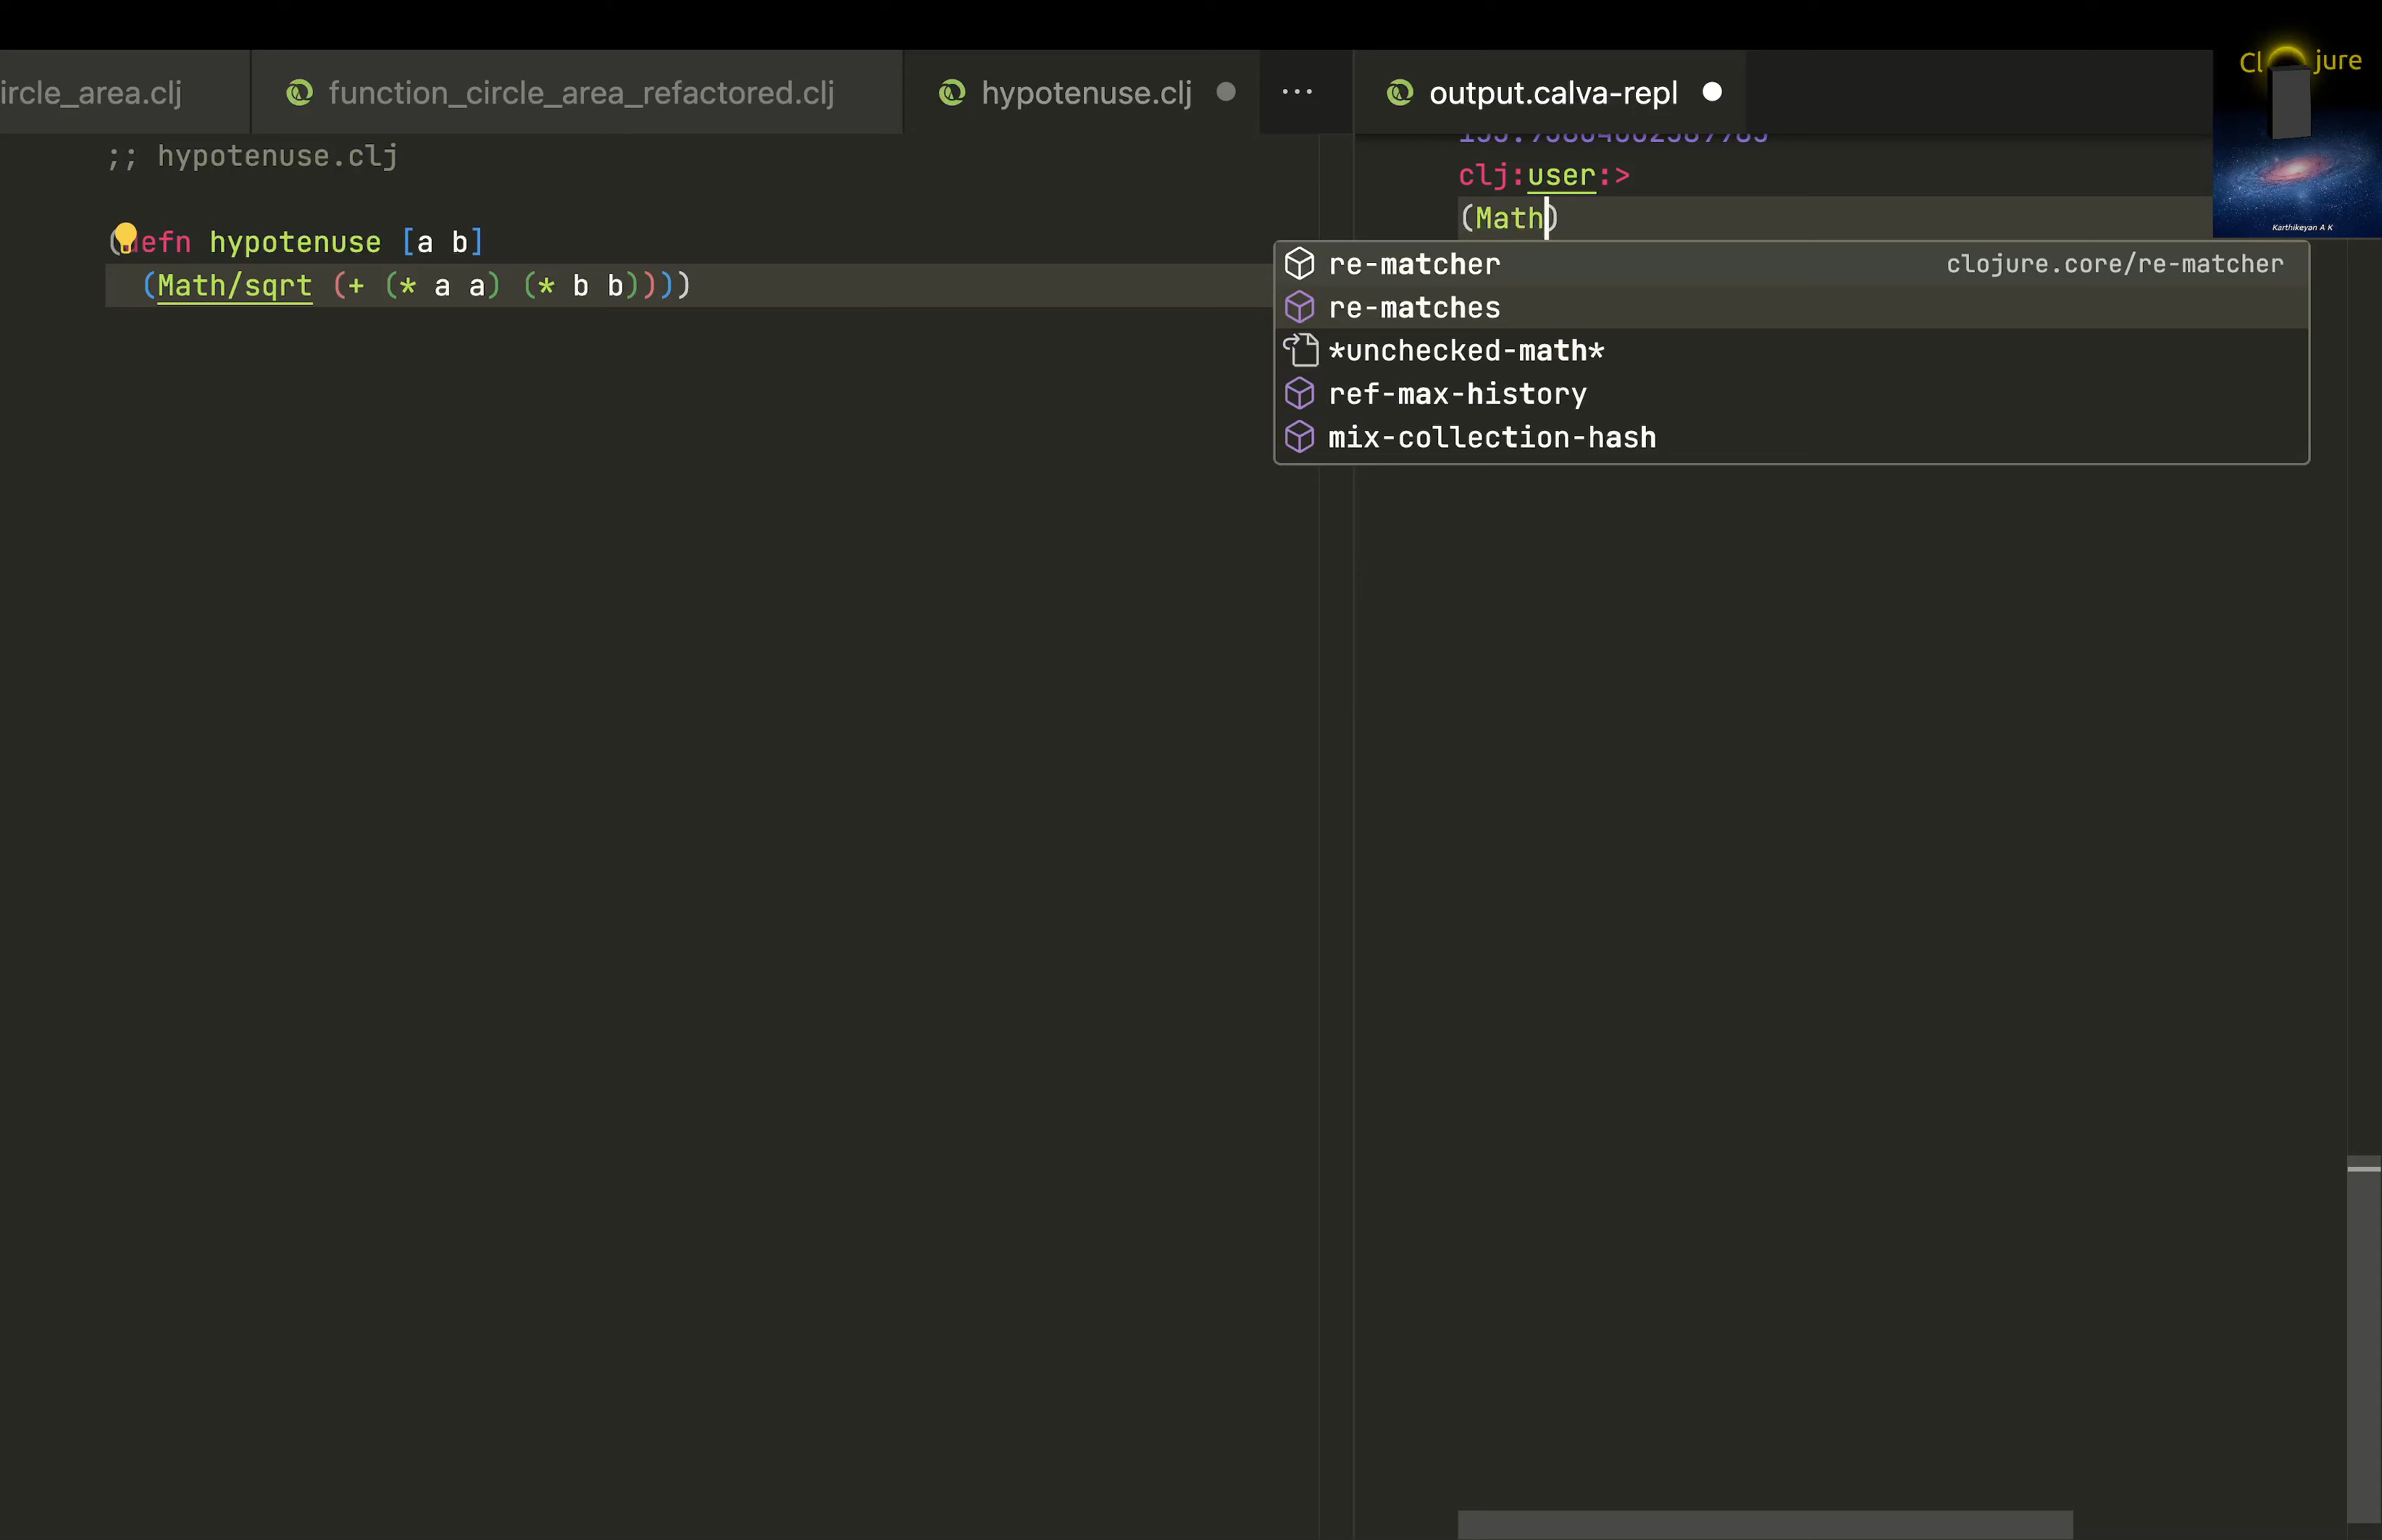 ircle_area.clj
function_circle_area_refactored.clj
hypotenuse.clj
...
output.calva-repl
Cl jure
Karthikeyan A K
;; hypotenuse.clj
(defn hypotenuse [a b]
(Math/sqrt (+ (* a a) (* b b))))
clj:user:>
(Math)
re-matcher clojure.core/re-matcher
re-matches
*unchecked-math*
ref-max-history
mix-collection-hash